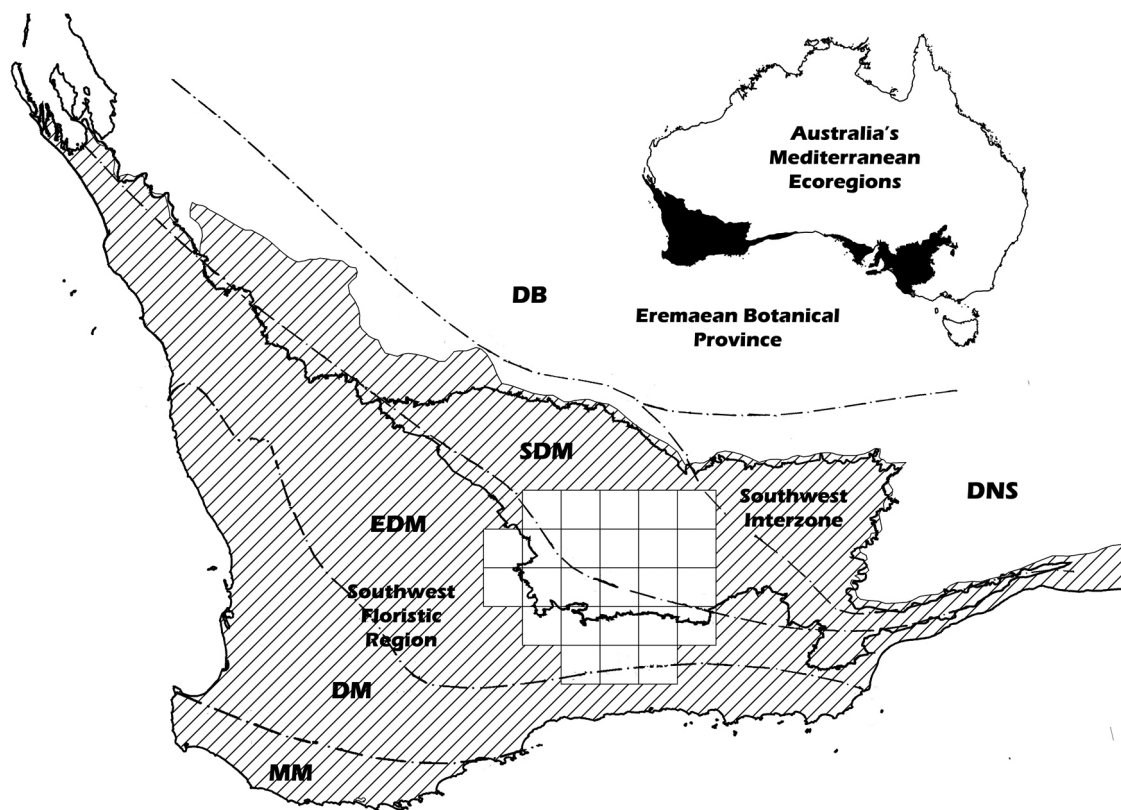 Australia's
Mediterranean
Ecoregions
DB
Eremaean Botanical
Province
SDM
Southwest
Interzone
DNS
EDM
Southwest
Floristic
Region
DM
MM